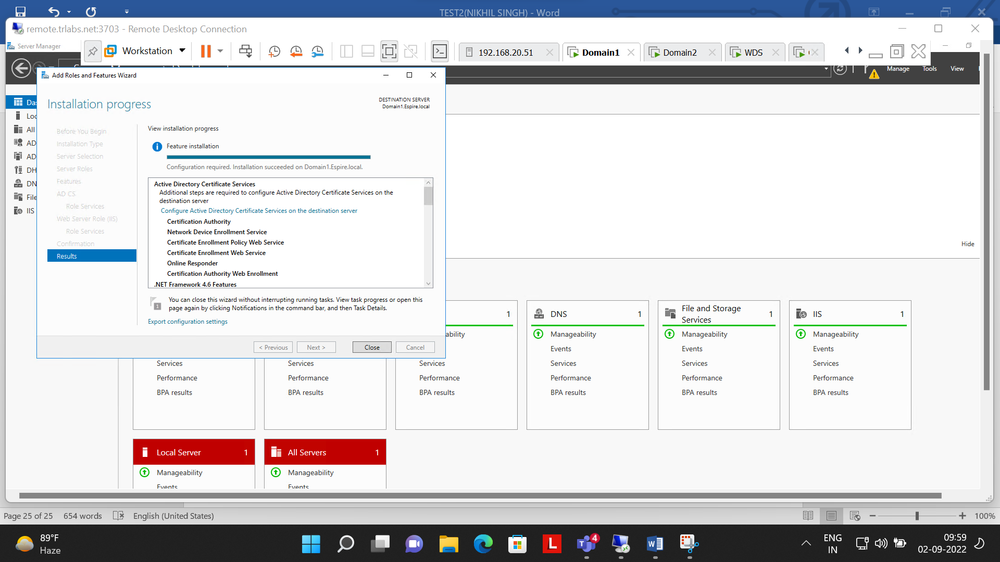 TEST2(NIKHIL SINGH) - Word
remote.trlabs.net:3703 - Remote Desktop Connection
Server Manager
Workstation
192.168.20.51
Domain1
Domain2
WDS
Manage
Tools
View
Add Roles and Features Wizard
Installation progress
DESTINATION SERVER
Domain1.Espire.local
Before You Begin
Installation Type
Server Selection
Server Roles
Features
AD CS
Role Services
Web Server Role (IIS)
Role Services
Confirmation
Results
View installation progress
Feature installation
Configuration required. Installation succeeded on Domain1.Espire.local.
Active Directory Certificate Services
Additional steps are required to configure Active Directory Certificate Services on the
destination server
Configure Active Directory Certificate Services on the destination server
Certification Authority
Network Device Enrollment Service
Certificate Enrollment Policy Web Service
Certificate Enrollment Web Service
Online Responder
Certification Authority Web Enrollment
.NET Framework 4.6 Features
1
You can close this wizard without interrupting running tasks. View task progress or open this
page again by clicking Notifications in the command bar, and then Task Details.
Export configuration settings
< Previous
Next >
Close
Cancel
Das
Loc
All
AD
AD
DH
DN
File
IIS
Hide
Services
Performance
BPA results
Services
Performance
BPA results
1
ability
Services
Performance
BPA results
DNS 1
Manageability
Events
Services
Performance
BPA results
File and Storage
Services 1
Manageability
Events
Services
Performance
BPA results
IIS 1
Manageability
Events
Services
Performance
BPA results
Local Server 1
Manageability
Events
All Servers 1
Manageability
Events
Page 25 of 25
654 words
English (United States)
100%
89°F
Haze
L
T
4
W
ENG
IN
09:59
02-09-2022